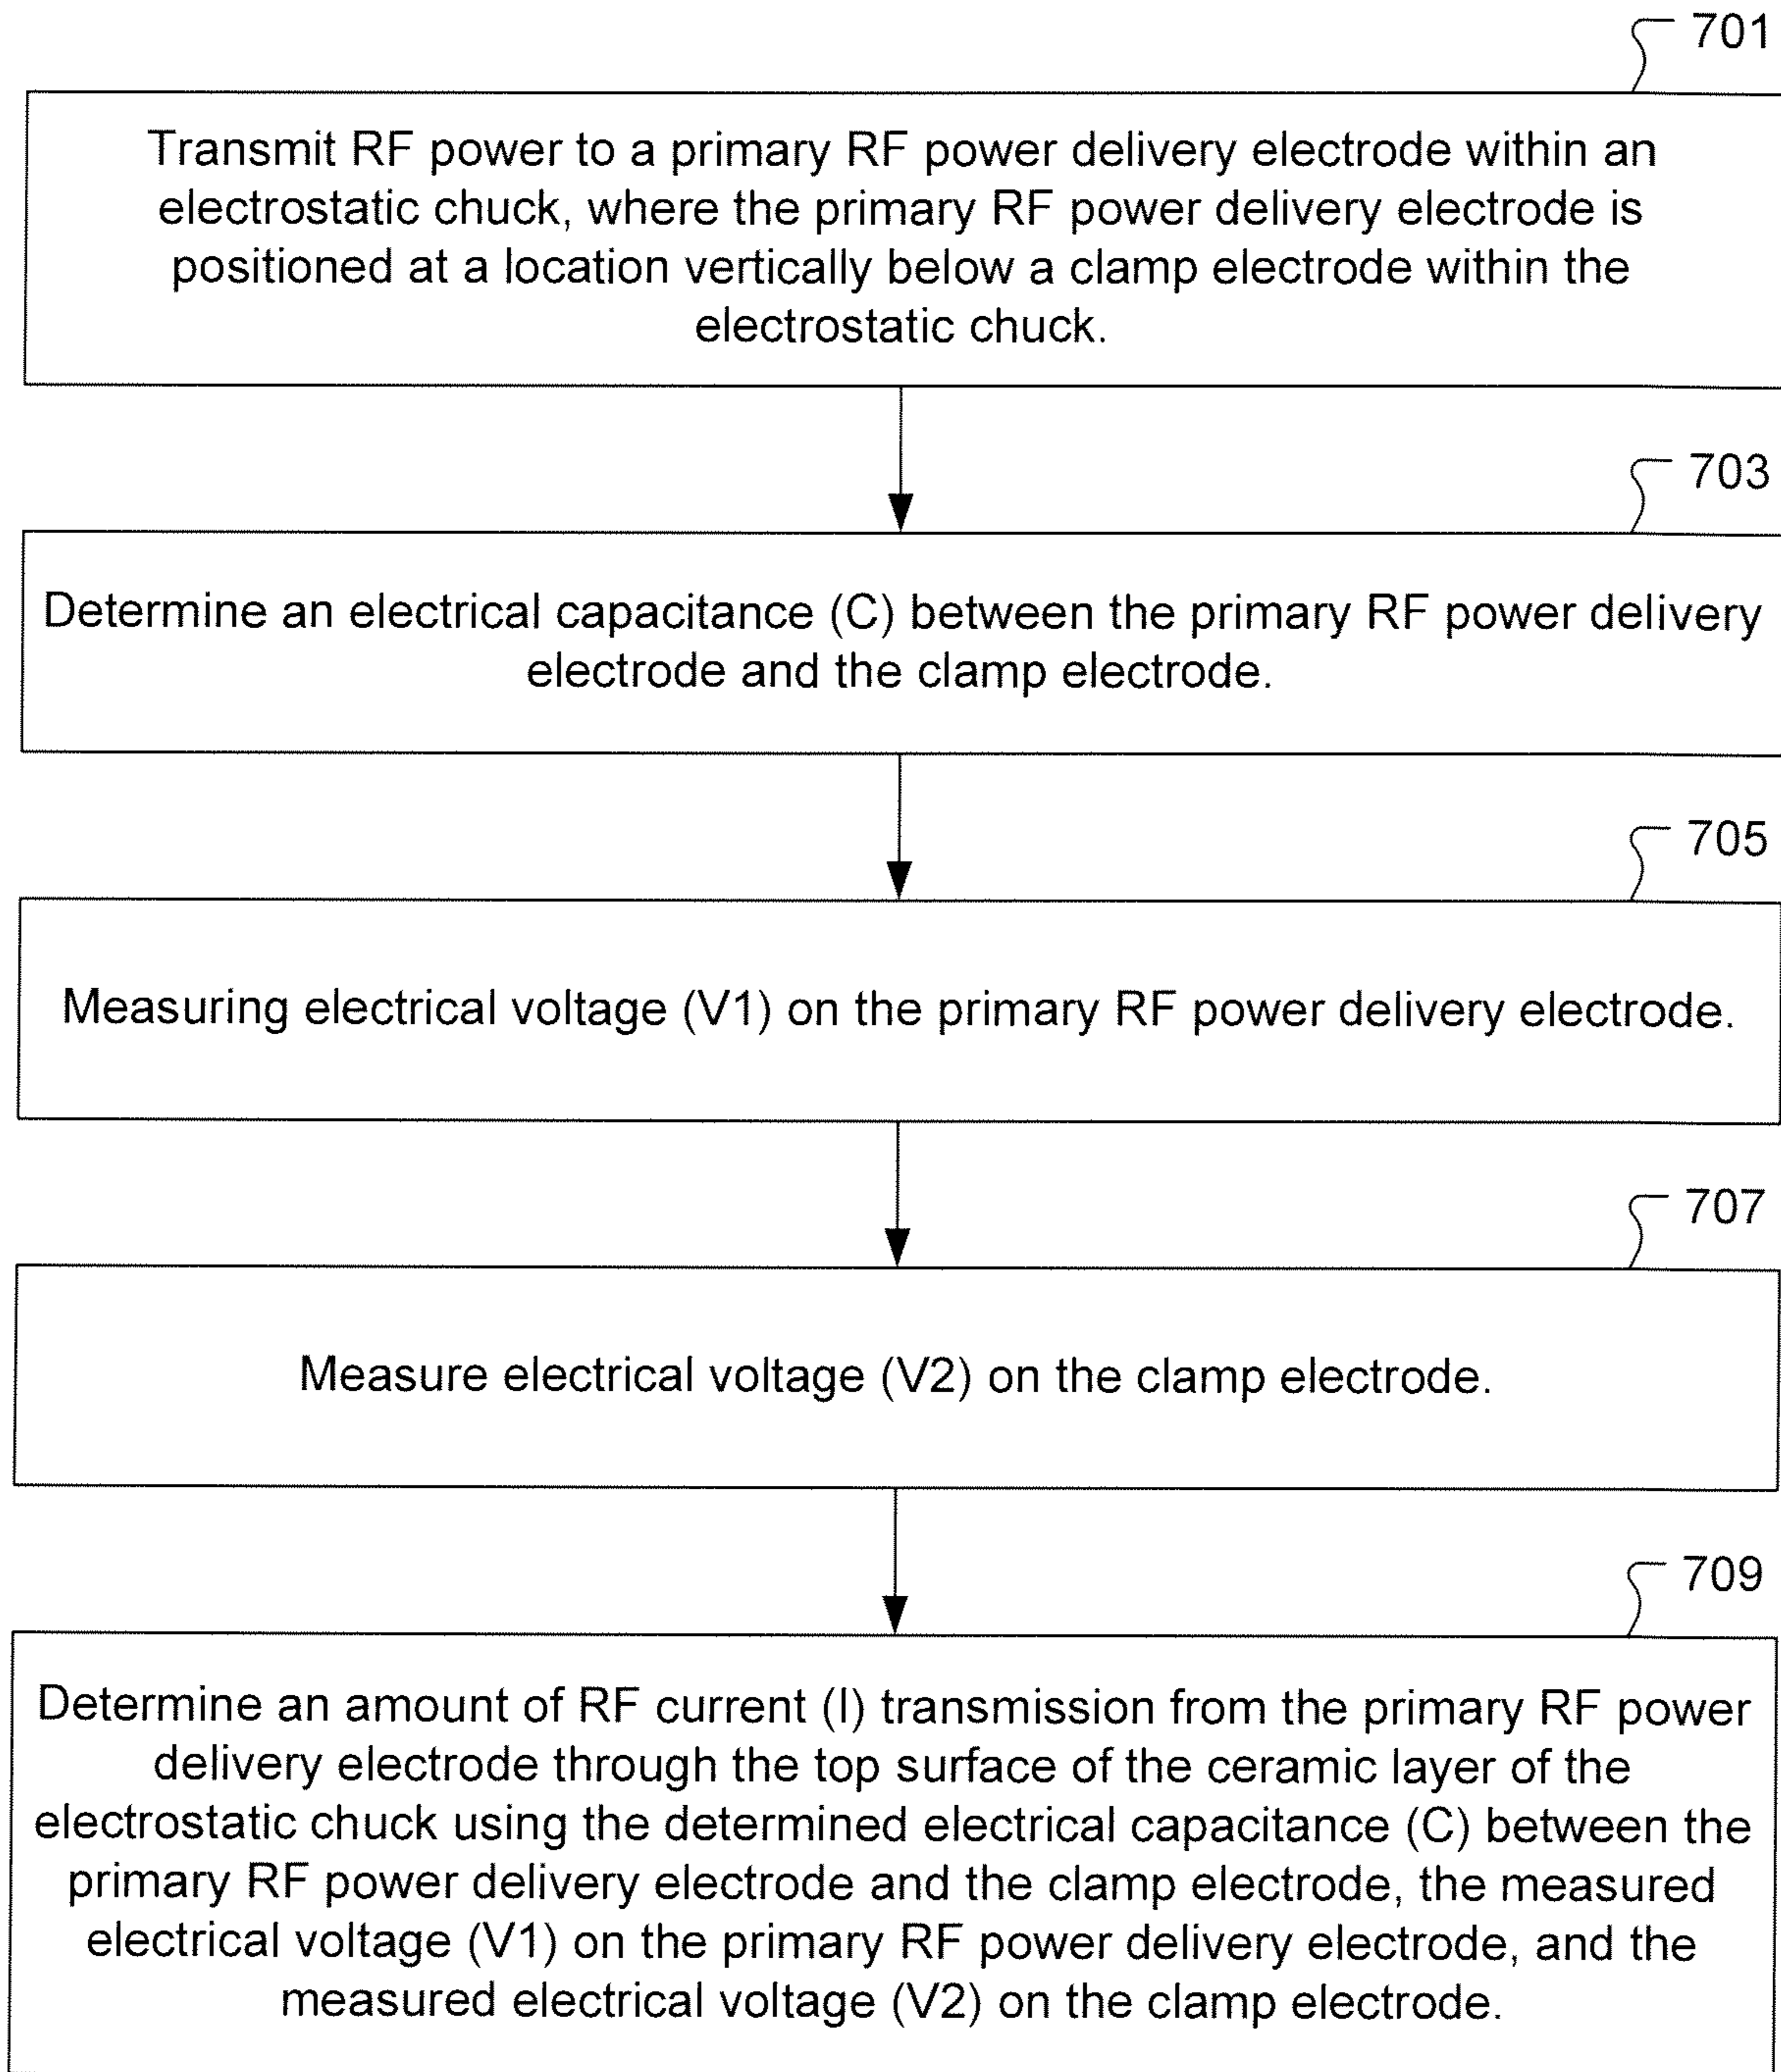 701
Transmit RF power to a primary RF power delivery electrode within an
electrostatic chuck, where the primary RF power delivery electrode is
positioned at a location vertically below a clamp electrode within the
electrostatic chuck.
703
Determine an electrical capacitance (C) between the primary RF power delivery
electrode and the clamp electrode.
705
Measuring electrical voltage (V1) on the primary RF power delivery electrode.
707
Measure electrical voltage (V2) on the clamp electrode.
709
Determine an amount of RF current (I) transmission from the primary RF power
delivery electrode through the top surface of the ceramic layer of the
electrostatic chuck using the determined electrical capacitance (C) between the
primary RF power delivery electrode and the clamp electrode, the measured
electrical voltage (V1) on the primary RF power delivery electrode, and the
measured electrical voltage (V2) on the clamp electrode.